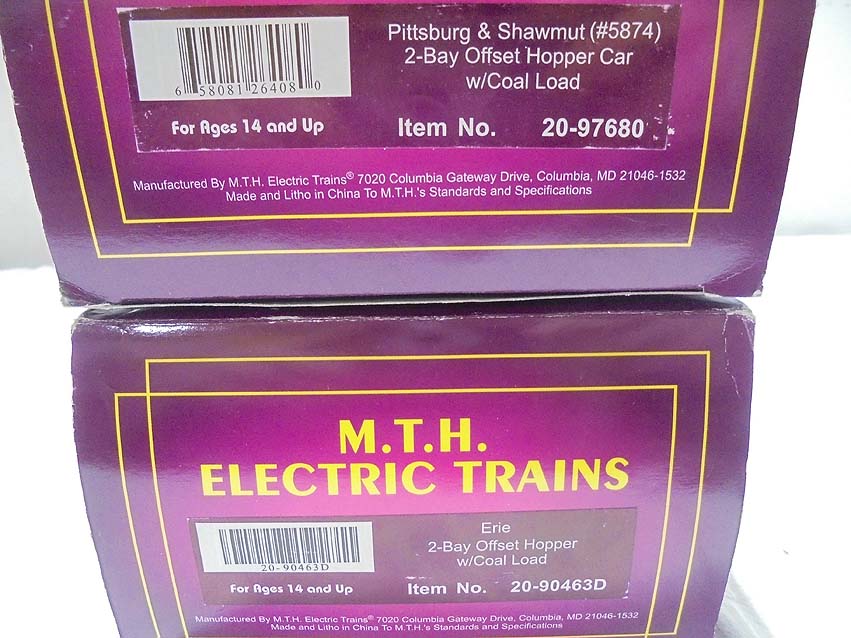 Pittsburg & Shawmut (#5874)
2-Bay Offset Hopper Car
w/Coal Load
6 58081 26408 0
For Ages 14 and Up
Item No. 20-97680
Manufactured By M.T.H. Electric Trains® 7020 Columbia Gateway Drive, Columbia, MD 21046-1532
Made and Litho in China To M.T.H.'s Standards and Specifications
M.T.H.
ELECTRIC TRAINS
Erie
2-Bay Offset Hopper
w/Coal Load
20-90463D
For Ages 14 and Up
Item No. 20-90463D
Manufactured By M.T.H. Electric Trains® 7020 Columbia Gateway Drive, Columbia, MD 21046-1532
Made and Litho in China To M.T.H.'s Standards and Specifications